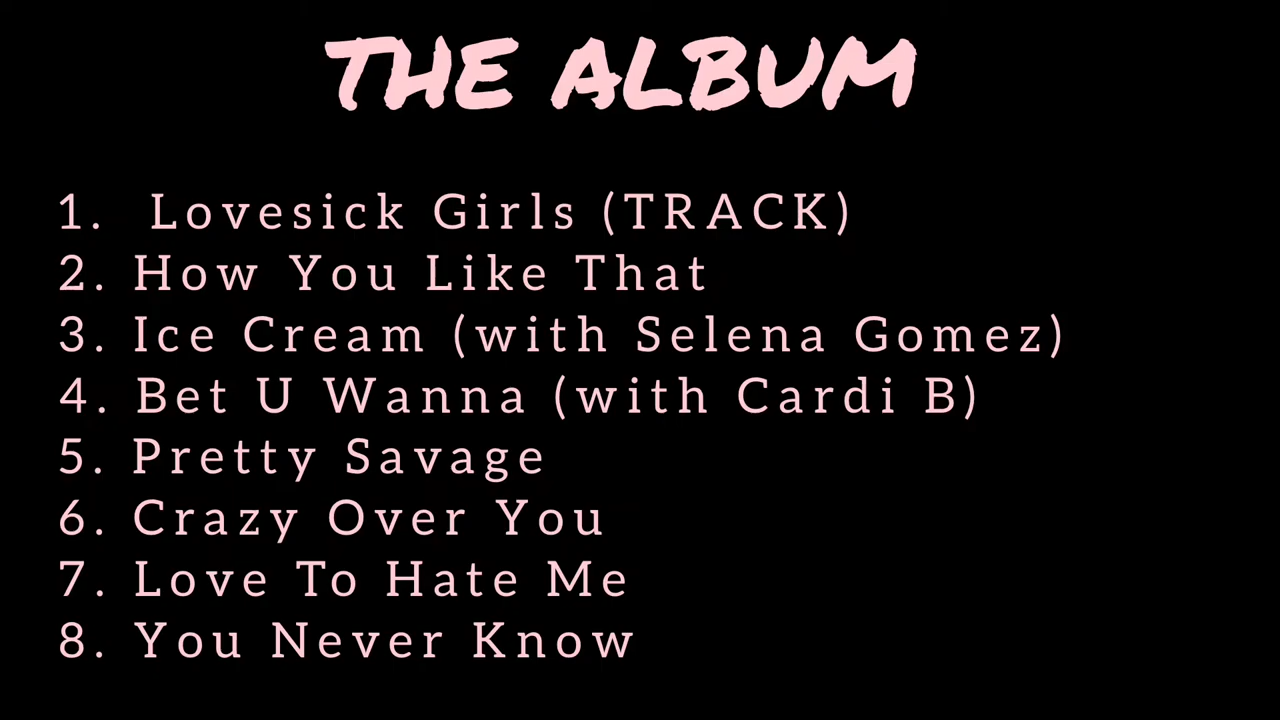 THE ALBUM
1. Lovesick Girls (TRACK)
2. How You Like That
3. Ice Cream (with Selena Gomez)
4. Bet U Wanna (with Cardi B)
5. Pretty Savage
6. Crazy Over You
7. Love To Hate Me
8. You Never Know